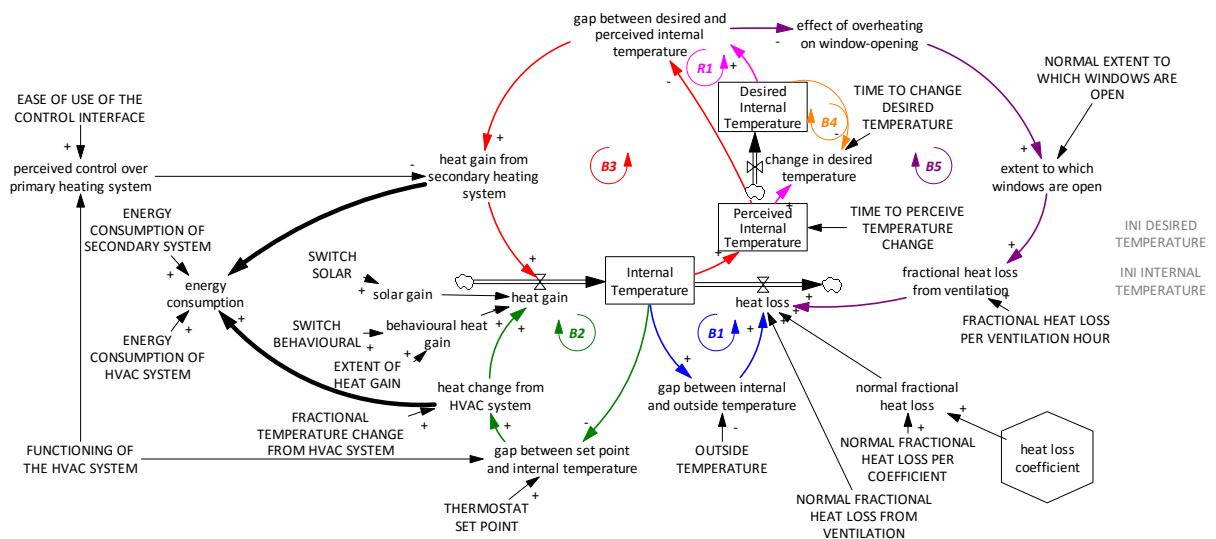 gap between desired and
perceived internal
temperature
effect of overheating
on window-opening
-
R1
+
-
NORMAL EXTENT TO
WHICH WINDOWS ARE
OPEN
EASE OF USE OF THE
CONTROL INTERFACE
+
Desired
Internal
Temperature
B4
-
TIME TO CHANGE
DESIRED
TEMPERATURE
perceived control over
primary heating system
-
+
heat gain from
secondary heating
system
B3
change in desired
temperature
+
B5
+
extent to which
windows are open
ENERGY
CONSUMPTION OF
SECONDARY SYSTEM
+
Perceived
Internal
Temperature
+
TIME TO PERCEIVE
TEMPERATURE
CHANGE
INI DESIRED
TEMPERATURE
SWITCH
SOLAR
+
solar gain
+
heat gain
+
Internal
Temperature
heat loss
+
+
fractional heat loss
from ventilation
+
INI INTERNAL
TEMPERATURE
energy
consumption
+
+
SWITCH
BEHAVIOURAL
+
behavioural heat
gain
+
+
+
B2
B1
+
+
+
FRACTIONAL HEAT LOSS
PER VENTILATION HOUR
ENERGY
CONSUMPTION OF
HVAC SYSTEM
EXTENT OF
HEAT GAIN
+
heat change from
HVAC system
+
+
+
gap between internal
and outside temperature
-
normal fractional
heat loss
+
+
FRACTIONAL
TEMPERATURE CHANGE
FROM HVAC SYSTEM
-
FUNCTIONING OF
THE HVAC SYSTEM
+
gap between set point
and internal temperature
+
OUTSIDE
TEMPERATURE
NORMAL FRACTIONAL
HEAT LOSS PER
COEFFICIENT
heat loss
coefficient
THERMOSTAT
SET POINT
NORMAL FRACTIONAL
HEAT LOSS FROM
VENTILATION